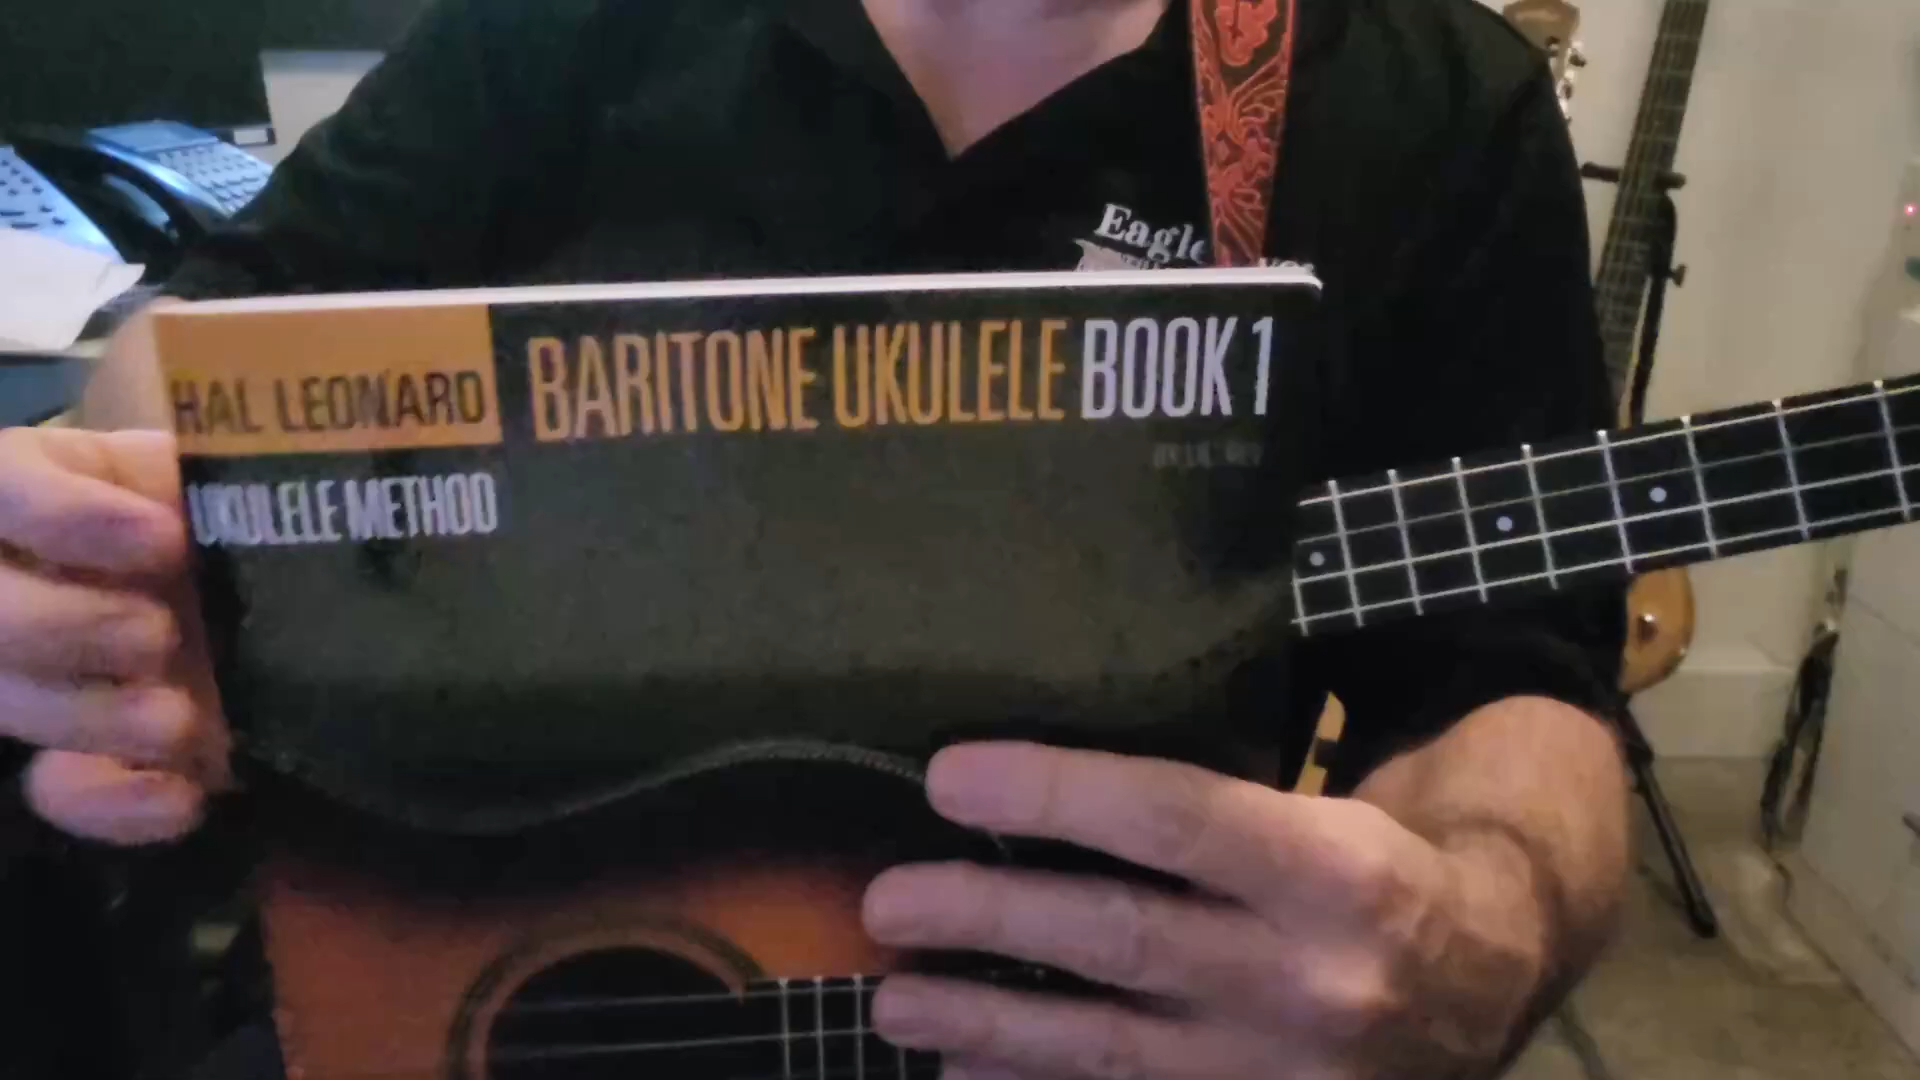 Eagle
HAL LEONARD
BARITONE UKULELE BOOK 1
UKULELE METHOD